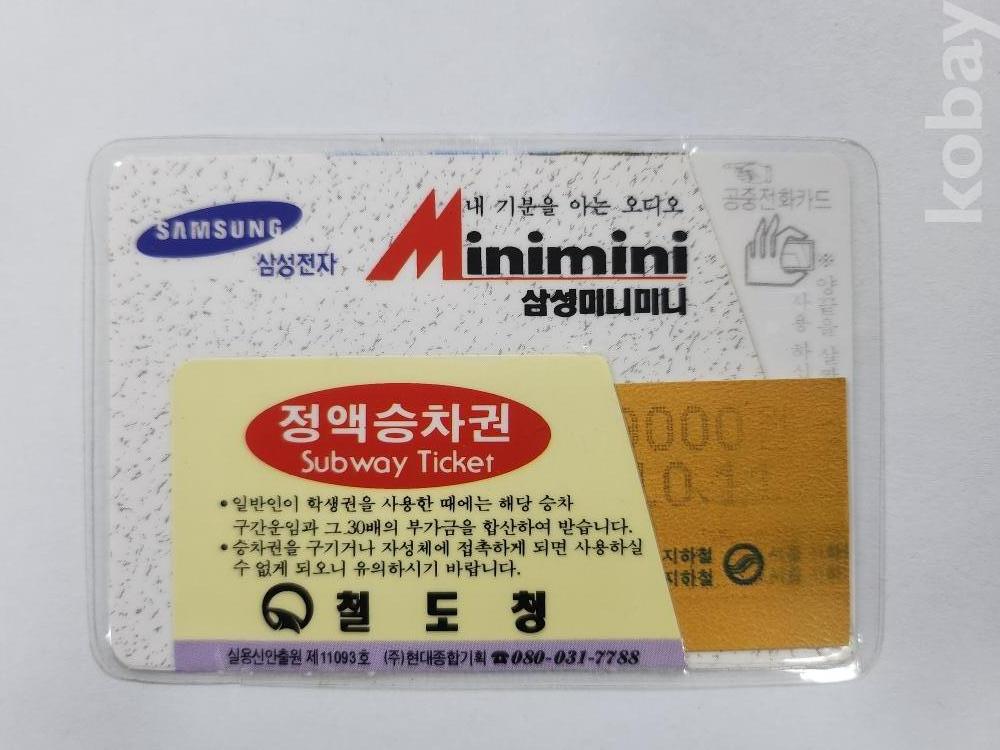 kobay
SAMSUNG
삼성전자
내 기분을 아는 오디오
Minimini
삼성미니미니
공중전화카드
정액승차권
Subway Ticket
• 일반인이 학생권을 사용한 때에는 해당 승차
구간운임과 그 30배의 부가금을 합산하여 받습니다.
• 승차권을 구기거나 자성체에 접촉하게 되면 사용하실
수 없게 되오니 유의하시기 바랍니다.
철 도 청
실용신안출원 제11093호 (주)현대종합기획 ☎080-031-7788
0000
10.1
지하철
지하철